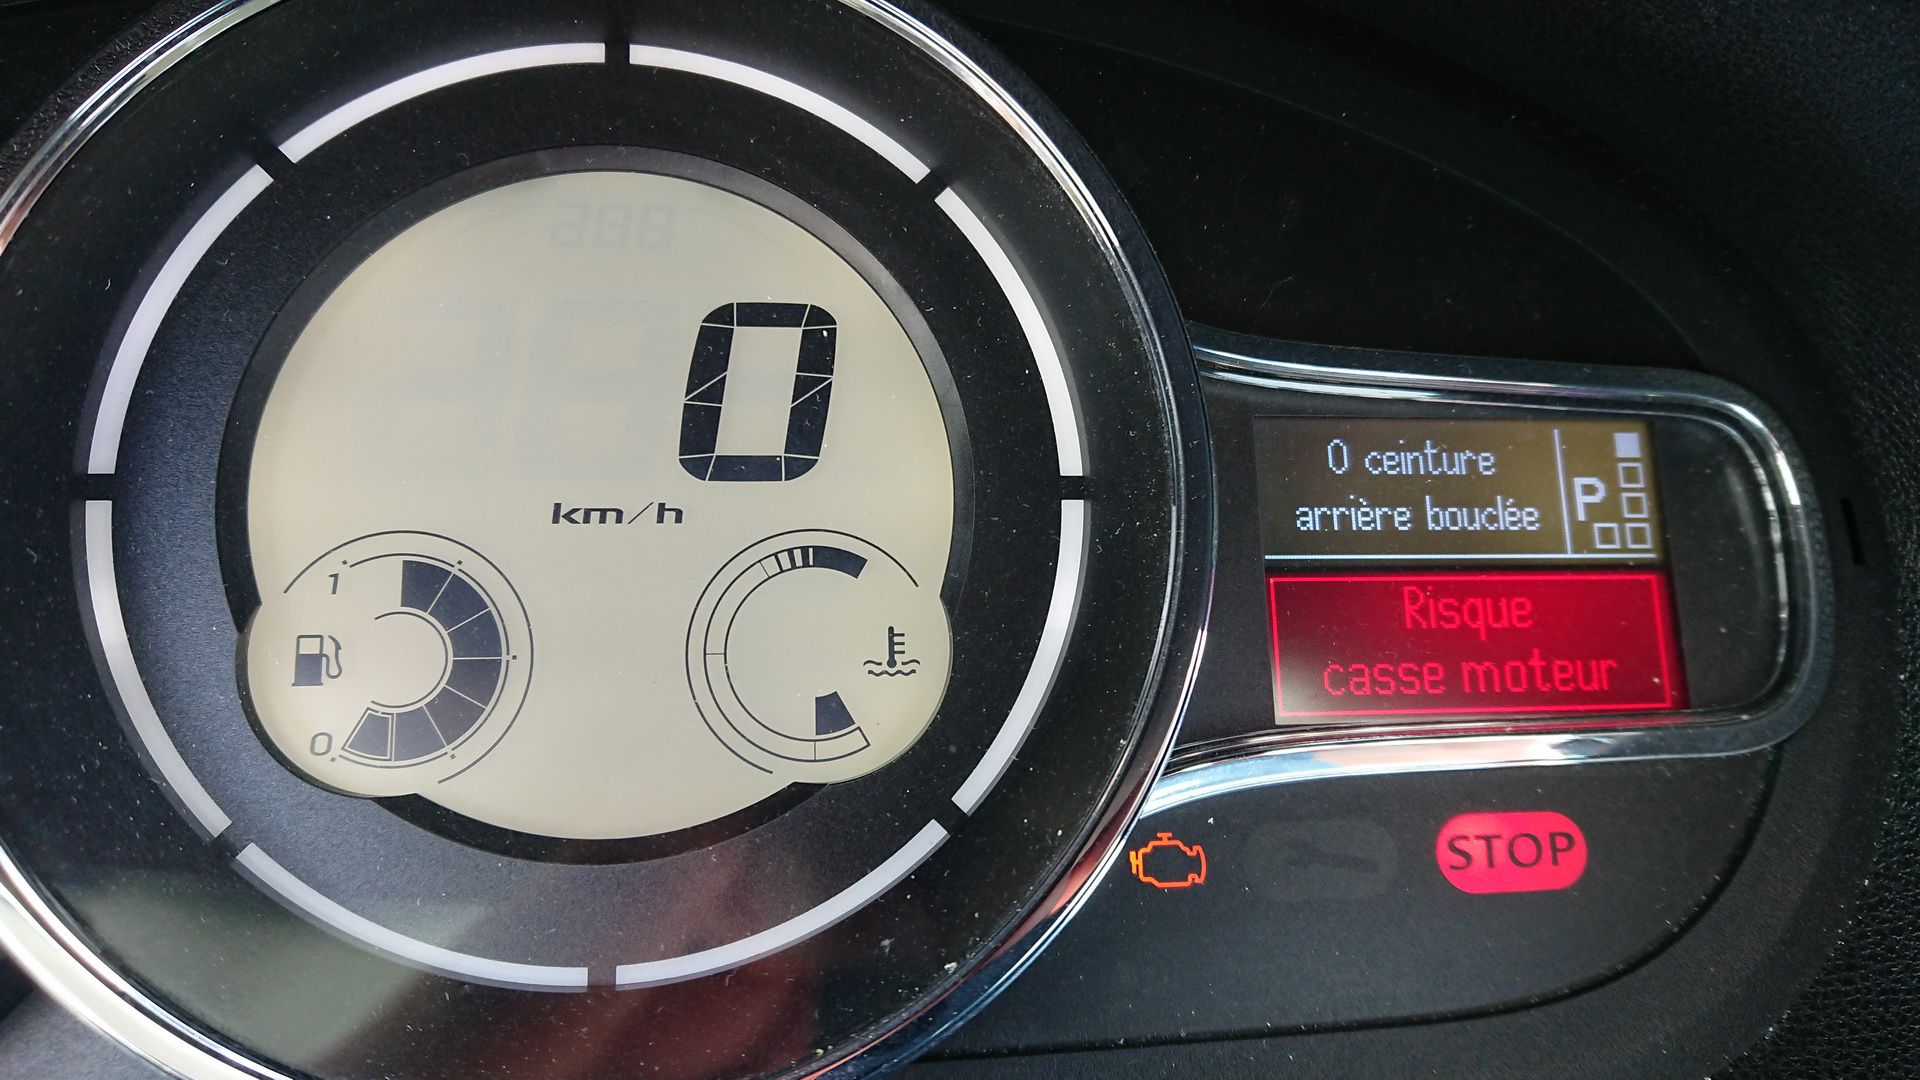 0
km/h
1
0
0 ceinture
arrière bouclée
P
Risque
casse moteur
STOP